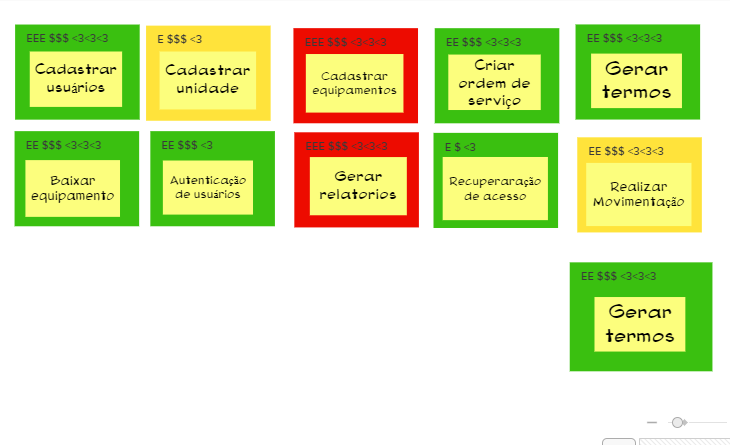 EEE $$$ <3<3<3
Cadastrar
usuários
E $$$ <3
Cadastrar
unidade
EEE $$$ <3<3<3
Cadastrar
equipamentos
EE $$$ <3<3<3
Criar
ordem de
serviço
EE $$$ <3<3<3
Gerar
termos
EE $$$ <3<3<3
Baixar
equipamento
EE $$$ <3
Autenticação
de usuários
EEE $$$ <3<3<3
Gerar
relatorios
E $ <3
Recuperaração
de acesso
EE $$$ <3<3<3
Realizar
Movimentação
EE $$$ <3<3<3
Gerar
termos